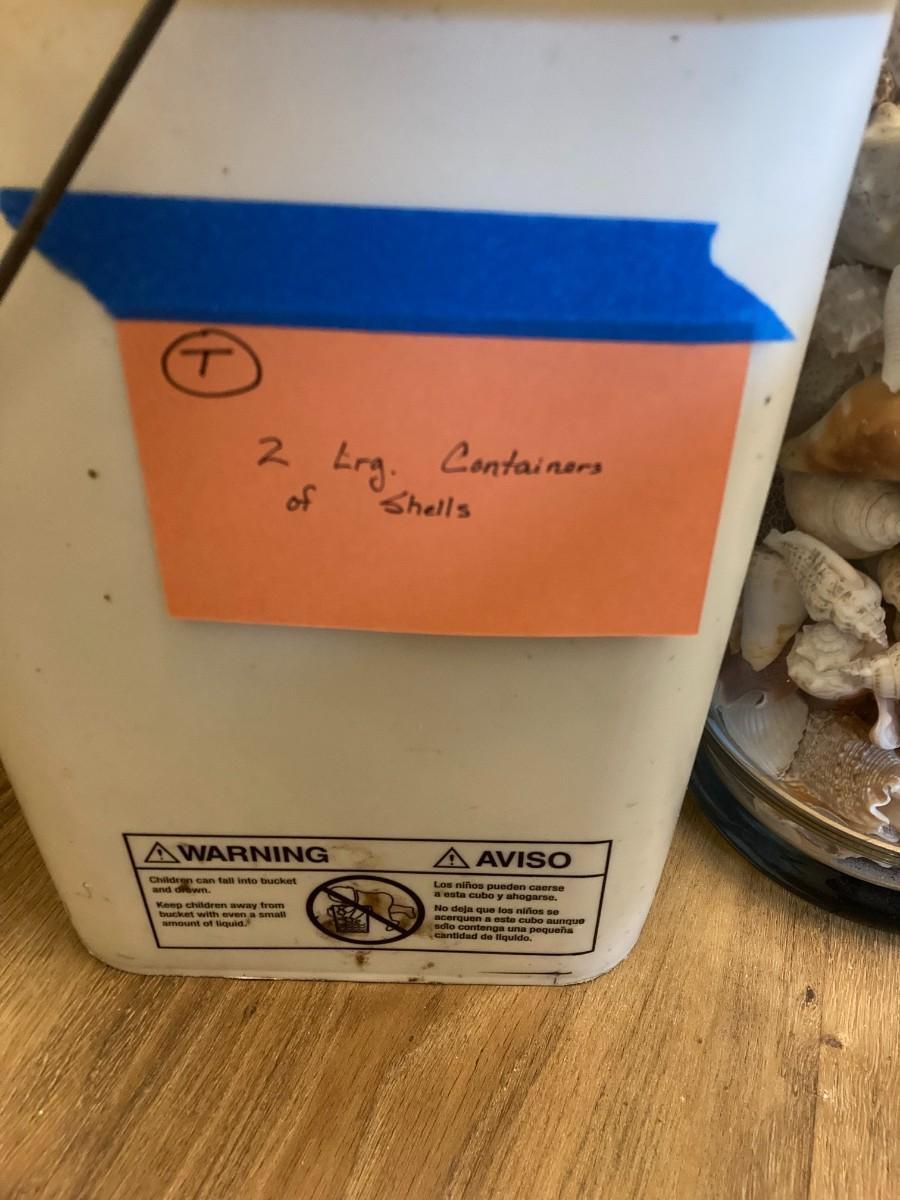 T
2 Lrg. Containers
of Shells
WARNING
Children can fall into bucket
and drown.
Keep children away from
bucket with even a small
amount of liquid.
AVISO
Los niños pueden caerse
a esta cubo y ahogarse.
No deja que los niños se
acerquen a este cubo aunque
sólo contenga una pequeña
cantidad de liquido.